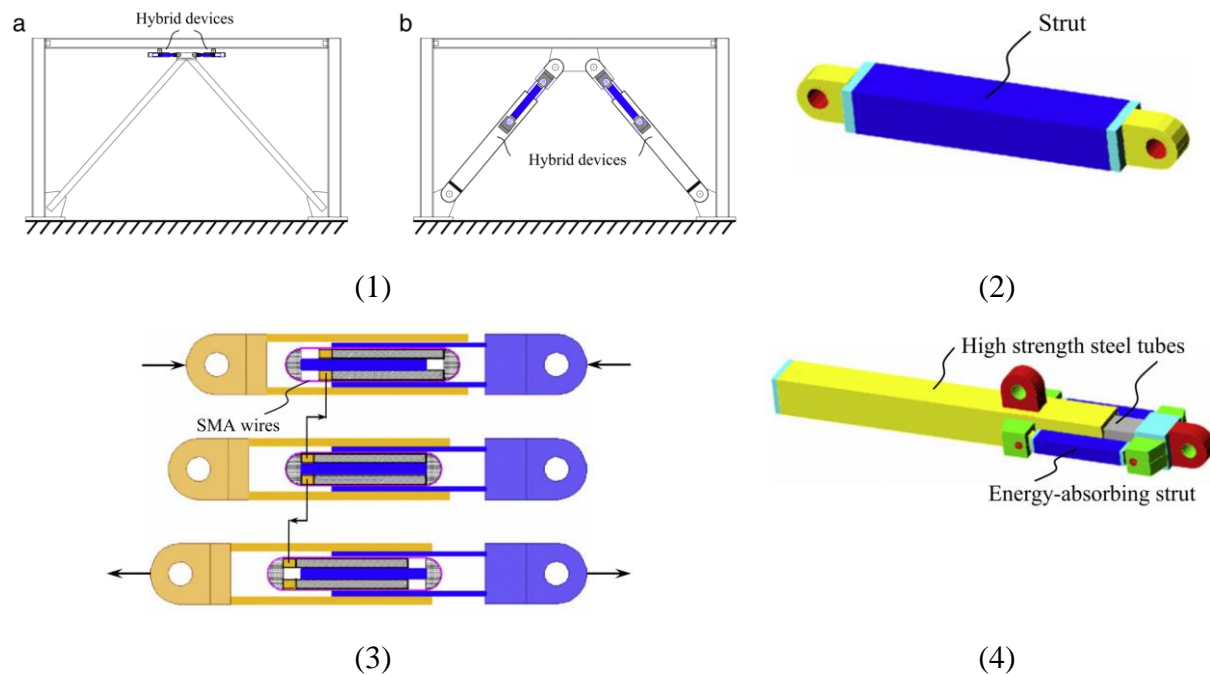 a
Hybrid devices
b
Hybrid devices
Strut
(1)
(2)
SMA wires
High strength steel tubes
Energy-absorbing strut
(3)
(4)